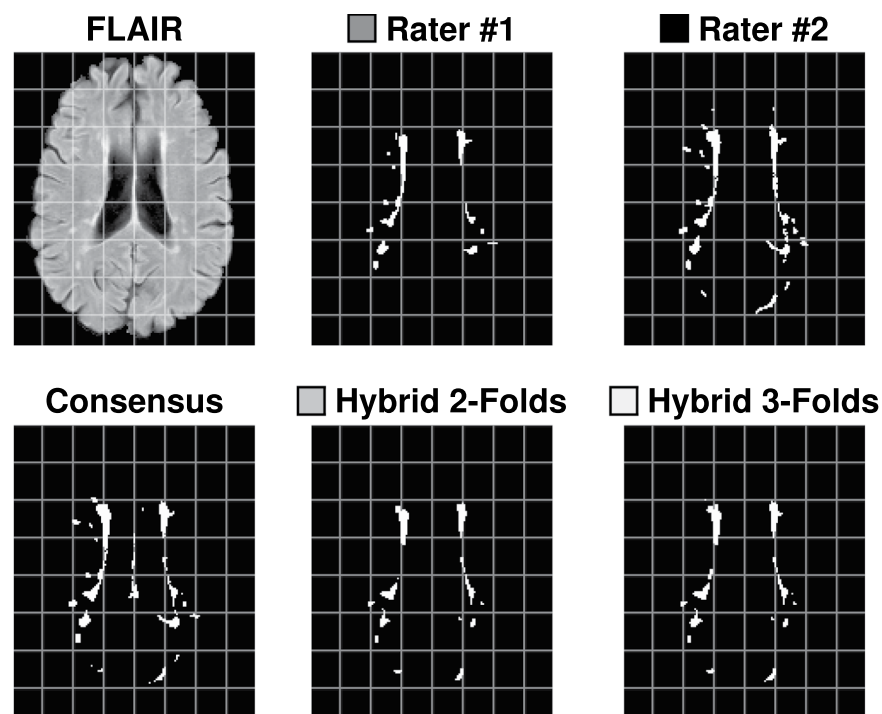 FLAIR
Rater #1
Rater #2
Consensus
Hybrid 2-Folds
Hybrid 3-Folds